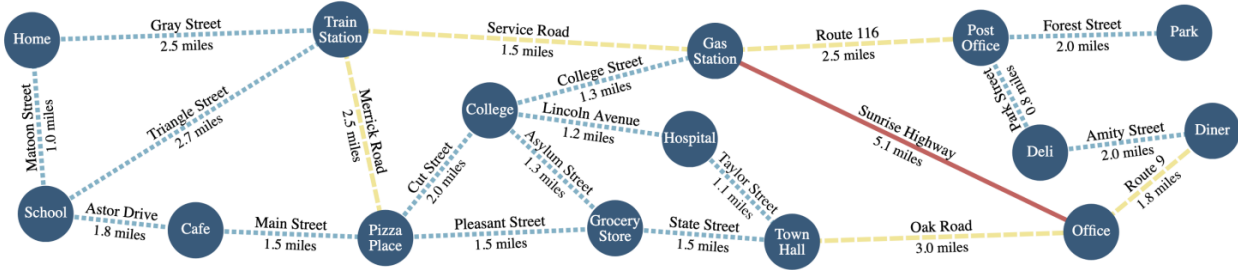 Home
Gray Street
2.5 miles
Train
Station
Service Road
1.5 miles
Gas
Station
Route 116
2.5 miles
Post
Office
Forest Street
2.0 miles
Park
Matoon Street
1.0 miles
Triangle Street
2.7 miles
Merrick Road
2.5 miles
College
College Street
1.3 miles
Lincoln Avenue
1.2 miles
Hospital
Sunrise Highway
5.1 miles
Park Street
0.8 miles
Deli
Amity Street
2.0 miles
Diner
Route 9
1.8 miles
Cut Street
2.0 miles
Asylum Street
1.3 miles
Taylor Street
1.1 miles
School
Astor Drive
1.8 miles
Cafe
Main Street
1.5 miles
Pizza
Place
Pleasant Street
1.5 miles
Grocery
Store
State Street
1.5 miles
Town
Hall
Oak Road
3.0 miles
Office